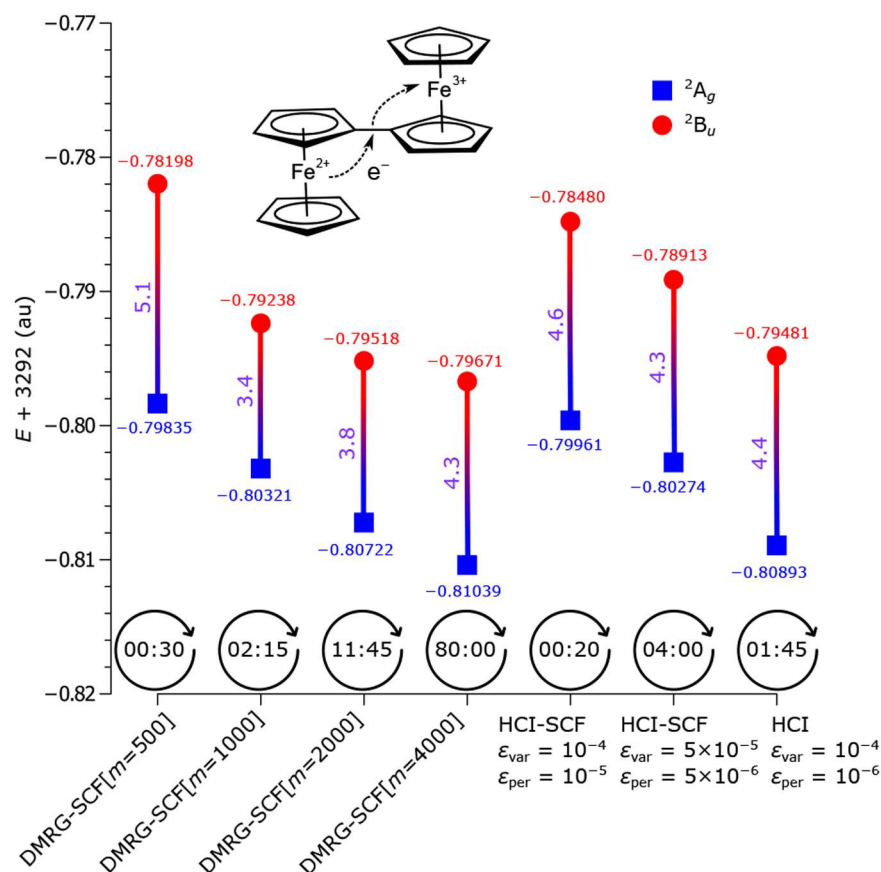 −0.77
−0.78
−0.79
−0.80
−0.81
−0.82
E + 3292 (au)
Fe3+
Fe2+
e−
2Ag
2Bu
−0.78198
5.1
−0.79835
−0.79238
3.4
−0.80321
−0.79518
3.8
−0.80722
−0.79671
4.3
−0.81039
−0.78480
4.6
−0.79961
−0.78913
4.3
−0.80274
−0.79481
4.4
−0.80893
00:30
02:15
11:45
80:00
00:20
04:00
01:45
DMRG-SCF[m=500]
DMRG-SCF[m=1000]
DMRG-SCF[m=2000]
DMRG-SCF[m=4000]
HCI-SCF
εvar = 10−4
εper = 10−5
HCI-SCF
εvar = 5×10−5
εper = 5×10−6
HCI
εvar = 10−4
εper = 10−6